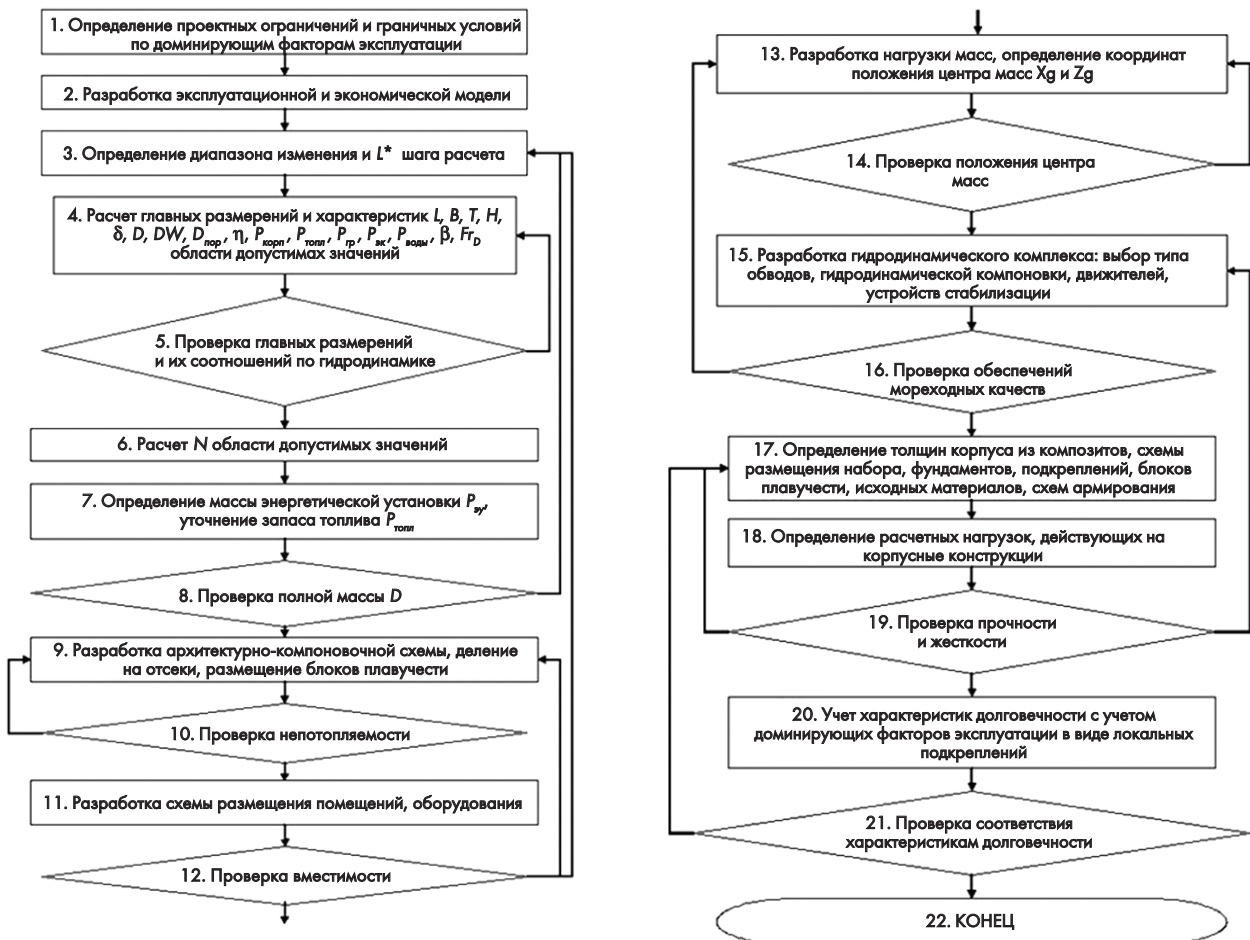 1. Определение проектных ограничений и граничных условий
по доминирующим факторам эксплуатации
2. Разработка эксплуатационной и экономической модели
3. Определение диапазона изменения и L* шага расчета
4. Расчет главных размерений и характеристик L, B, T, H,
δ, D, DW, Dпор, η, Pкорп, Pтопл, Pгр, Pэк, Pводы, β, FrD
области допустимах значений
5. Проверка главных размерений
и их соотношений по гидродинамике
6. Расчет N области допустимых значений
7. Определение массы энергетической установки Pэу,
уточнение запаса топлива Pтопл
8. Проверка полной массы D
9. Разработка архитектурно-компоновочной схемы, деление
на отсеки, размещение блоков плавучести
10. Проверка непотопляемости
11. Разработка схемы размещения помещений, оборудования
12. Проверка вместимости
13. Разработка нагрузки масс, определение координат
положения центра масс Xg и Zg
14. Проверка положения центра
масс
15. Разработка гидродинамического комплекса: выбор типа
обводов, гидродинамической компоновки, движителей,
устройств стабилизации
16. Проверка обеспечений
мореходных качеств
17. Определение толщин корпуса из композитов, схемы
размещения набора, фундаментов, подкреплений, блоков
плавучести, исходных материалов, схем армирования
18. Определение расчетных нагрузок, действующих на
корпусные конструкции
19. Проверка прочности
и жесткости
20. Учет характеристик долговечности с учетом
доминирующих факторов эксплуатации в виде локальных
подкреплений
21. Проверка соответствия
характеристикам долговечности
22. КОНЕЦ